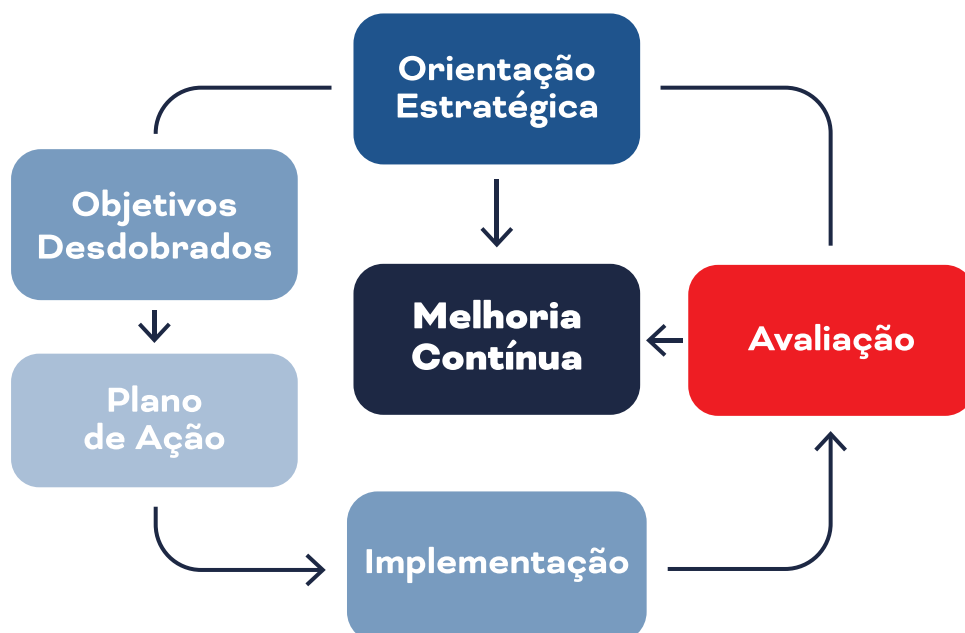 Orientação
Estratégica
Objetivos
Desdobrados
Melhoria
Contínua
Avaliação
Plano
de Ação
Implementação